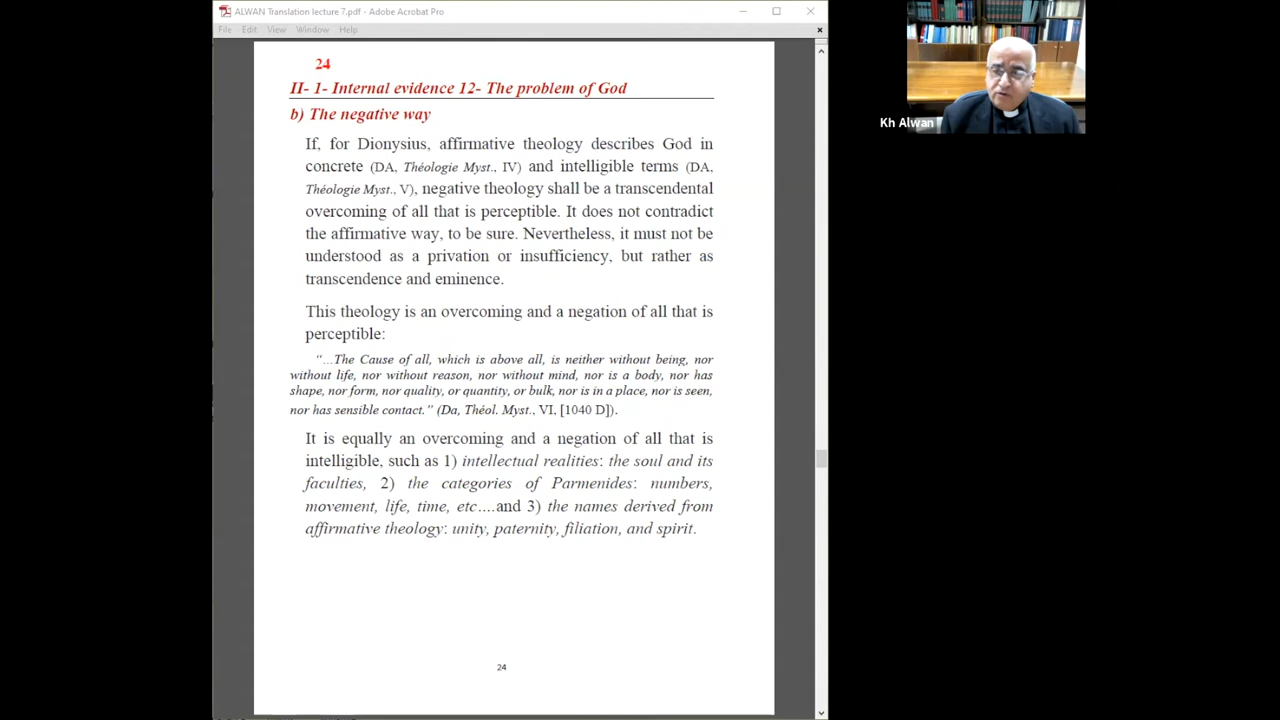 ALWAN Translation lecture 7.pdf - Adobe Acrobat Pro
File Edit View Window Help
24
II- 1- Internal evidence 12- The problem of God
b) The negative way
If, for Dionysius, affirmative theology describes God in
concrete (DA, Théologie Myst., IV) and intelligible terms (DA,
Théologie Myst., V), negative theology shall be a transcendental
overcoming of all that is perceptible. It does not contradict
the affirmative way, to be sure. Nevertheless, it must not be
understood as a privation or insufficiency, but rather as
transcendence and eminence.
This theology is an overcoming and a negation of all that is
perceptible:
“...The Cause of all, which is above all, is neither without being, nor
without life, nor without reason, nor without mind, nor is a body, nor has
shape, nor form, nor quality, or quantity, or bulk, nor is in a place, nor is seen,
nor has sensible contact.” (Da, Théol. Myst., VI, [1040 D]).
It is equally an overcoming and a negation of all that is
intelligible, such as 1) intellectual realities: the soul and its
faculties, 2) the categories of Parmenides: numbers,
movement, life, time, etc....and 3) the names derived from
affirmative theology: unity, paternity, filiation, and spirit.
24
Kh Alwan